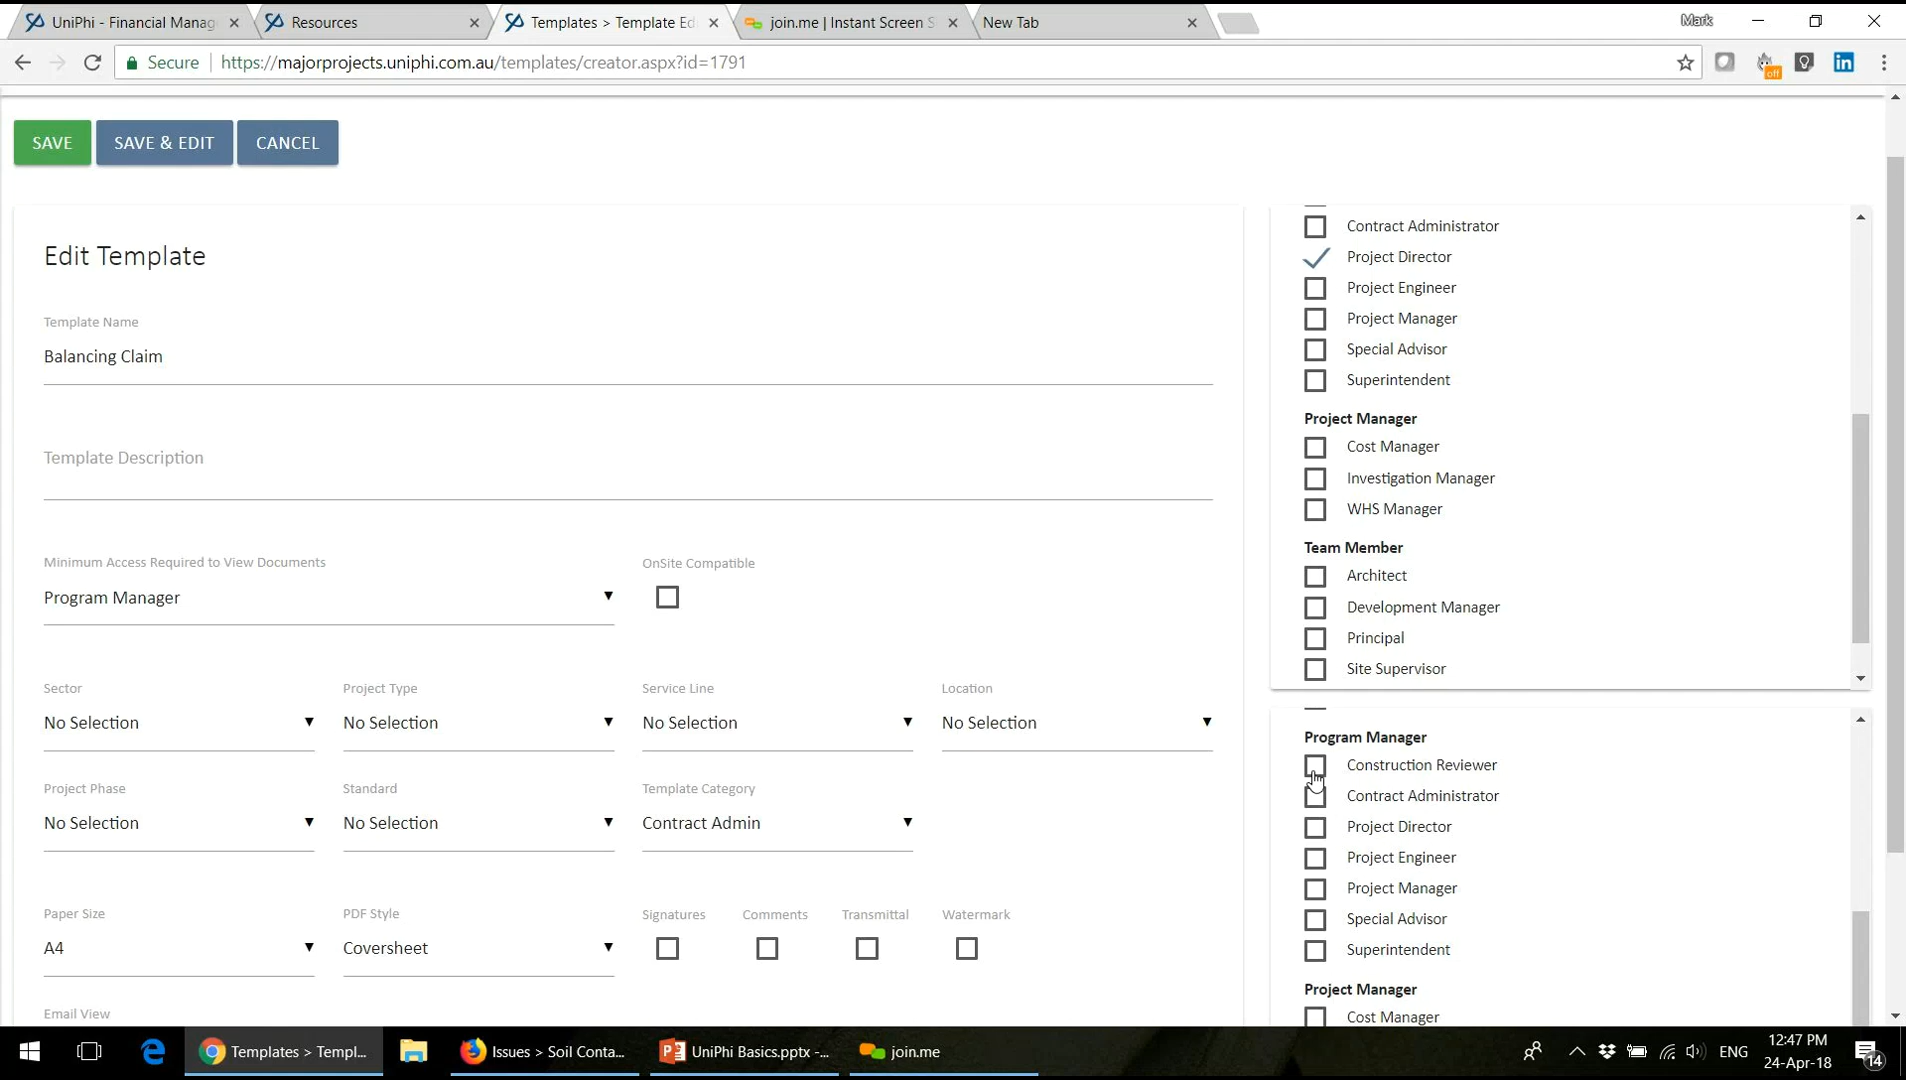 UniPhi - Financial Manag
Resources
Templates > Template Ed
join.me | Instant Screen S
New Tab
Mark
Secure
https://majorprojects.uniphi.com.au/templates/creator.aspx?id=1791
off
in
SAVE
SAVE & EDIT
CANCEL
Edit Template
Template Name
Balancing Claim
Template Description
Minimum Access Required to View Documents
OnSite Compatible
Program Manager
Sector
Project Type
Service Line
Location
No Selection
No Selection
No Selection
No Selection
Project Phase
Standard
Template Category
No Selection
No Selection
Contract Admin
Paper Size
PDF Style
Signatures
Comments
Transmittal
Watermark
A4
Coversheet
Email View
Contract Administrator
Project Director
Project Engineer
Project Manager
Special Advisor
Superintendent
Project Manager
Cost Manager
Investigation Manager
WHS Manager
Team Member
Architect
Development Manager
Principal
Site Supervisor
Program Manager
Construction Reviewer
Contract Administrator
Project Director
Project Engineer
Project Manager
Special Advisor
Superintendent
Project Manager
Cost Manager
Templates > Templ...
Issues > Soil Conta...
UniPhi Basics.pptx -...
join.me
ENG
12:47 PM
24-Apr-18
14